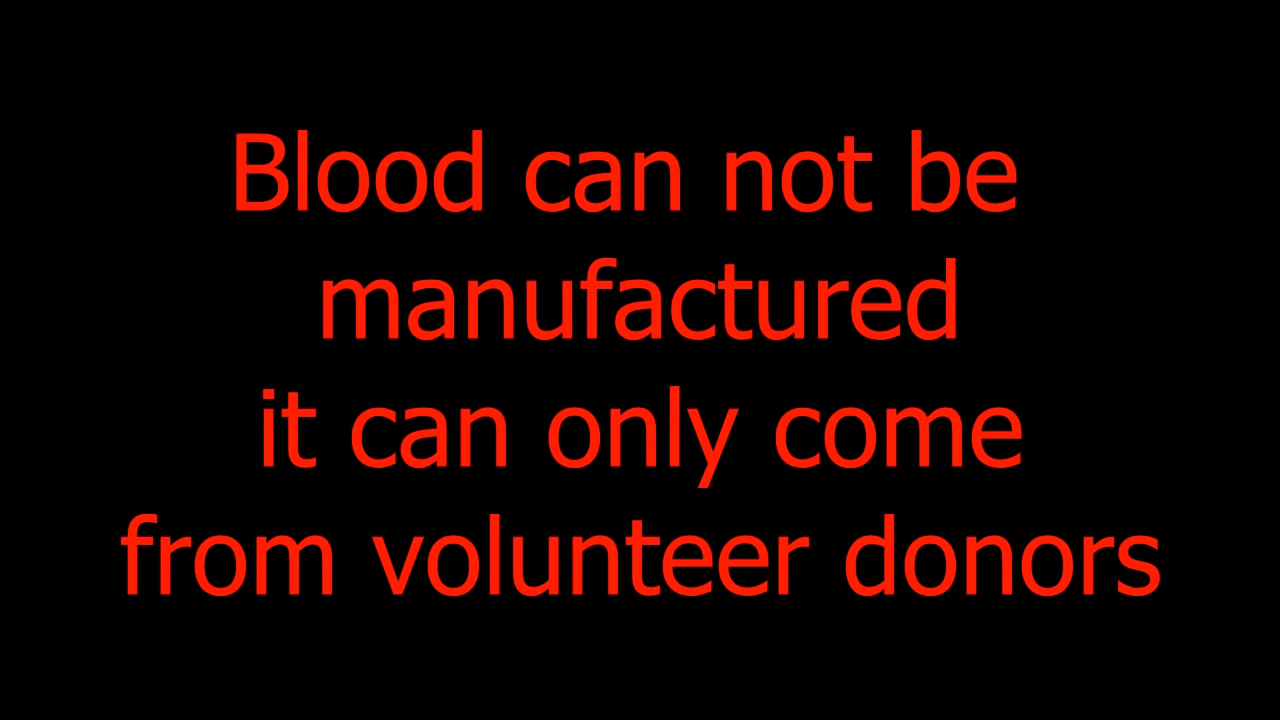 Blood can not be
manufactured
it can only come
from volunteer donors